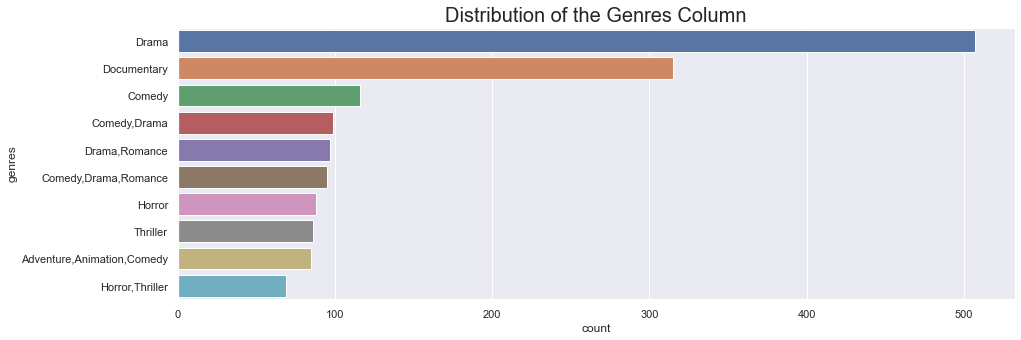 Distribution of the Genres Column
genres
Drama
Documentary
Comedy
Comedy,Drama
Drama,Romance
Comedy,Drama,Romance
Horror
Thriller
Adventure,Animation,Comedy
Horror,Thriller
0 100 200 300 400 500
count